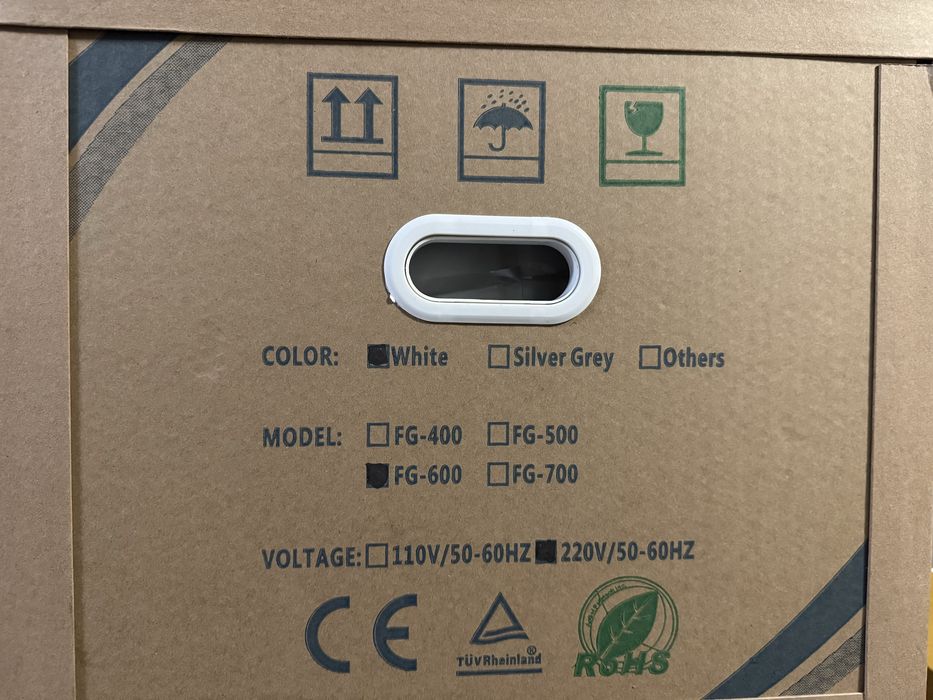 COLOR: ■White □Silver Grey □Others
MODEL: □FG-400 □FG-500
■FG-600 □FG-700
VOLTAGE: □110V/50-60HZ ■220V/50-60HZ
CE TÜVRheinland® RoHS